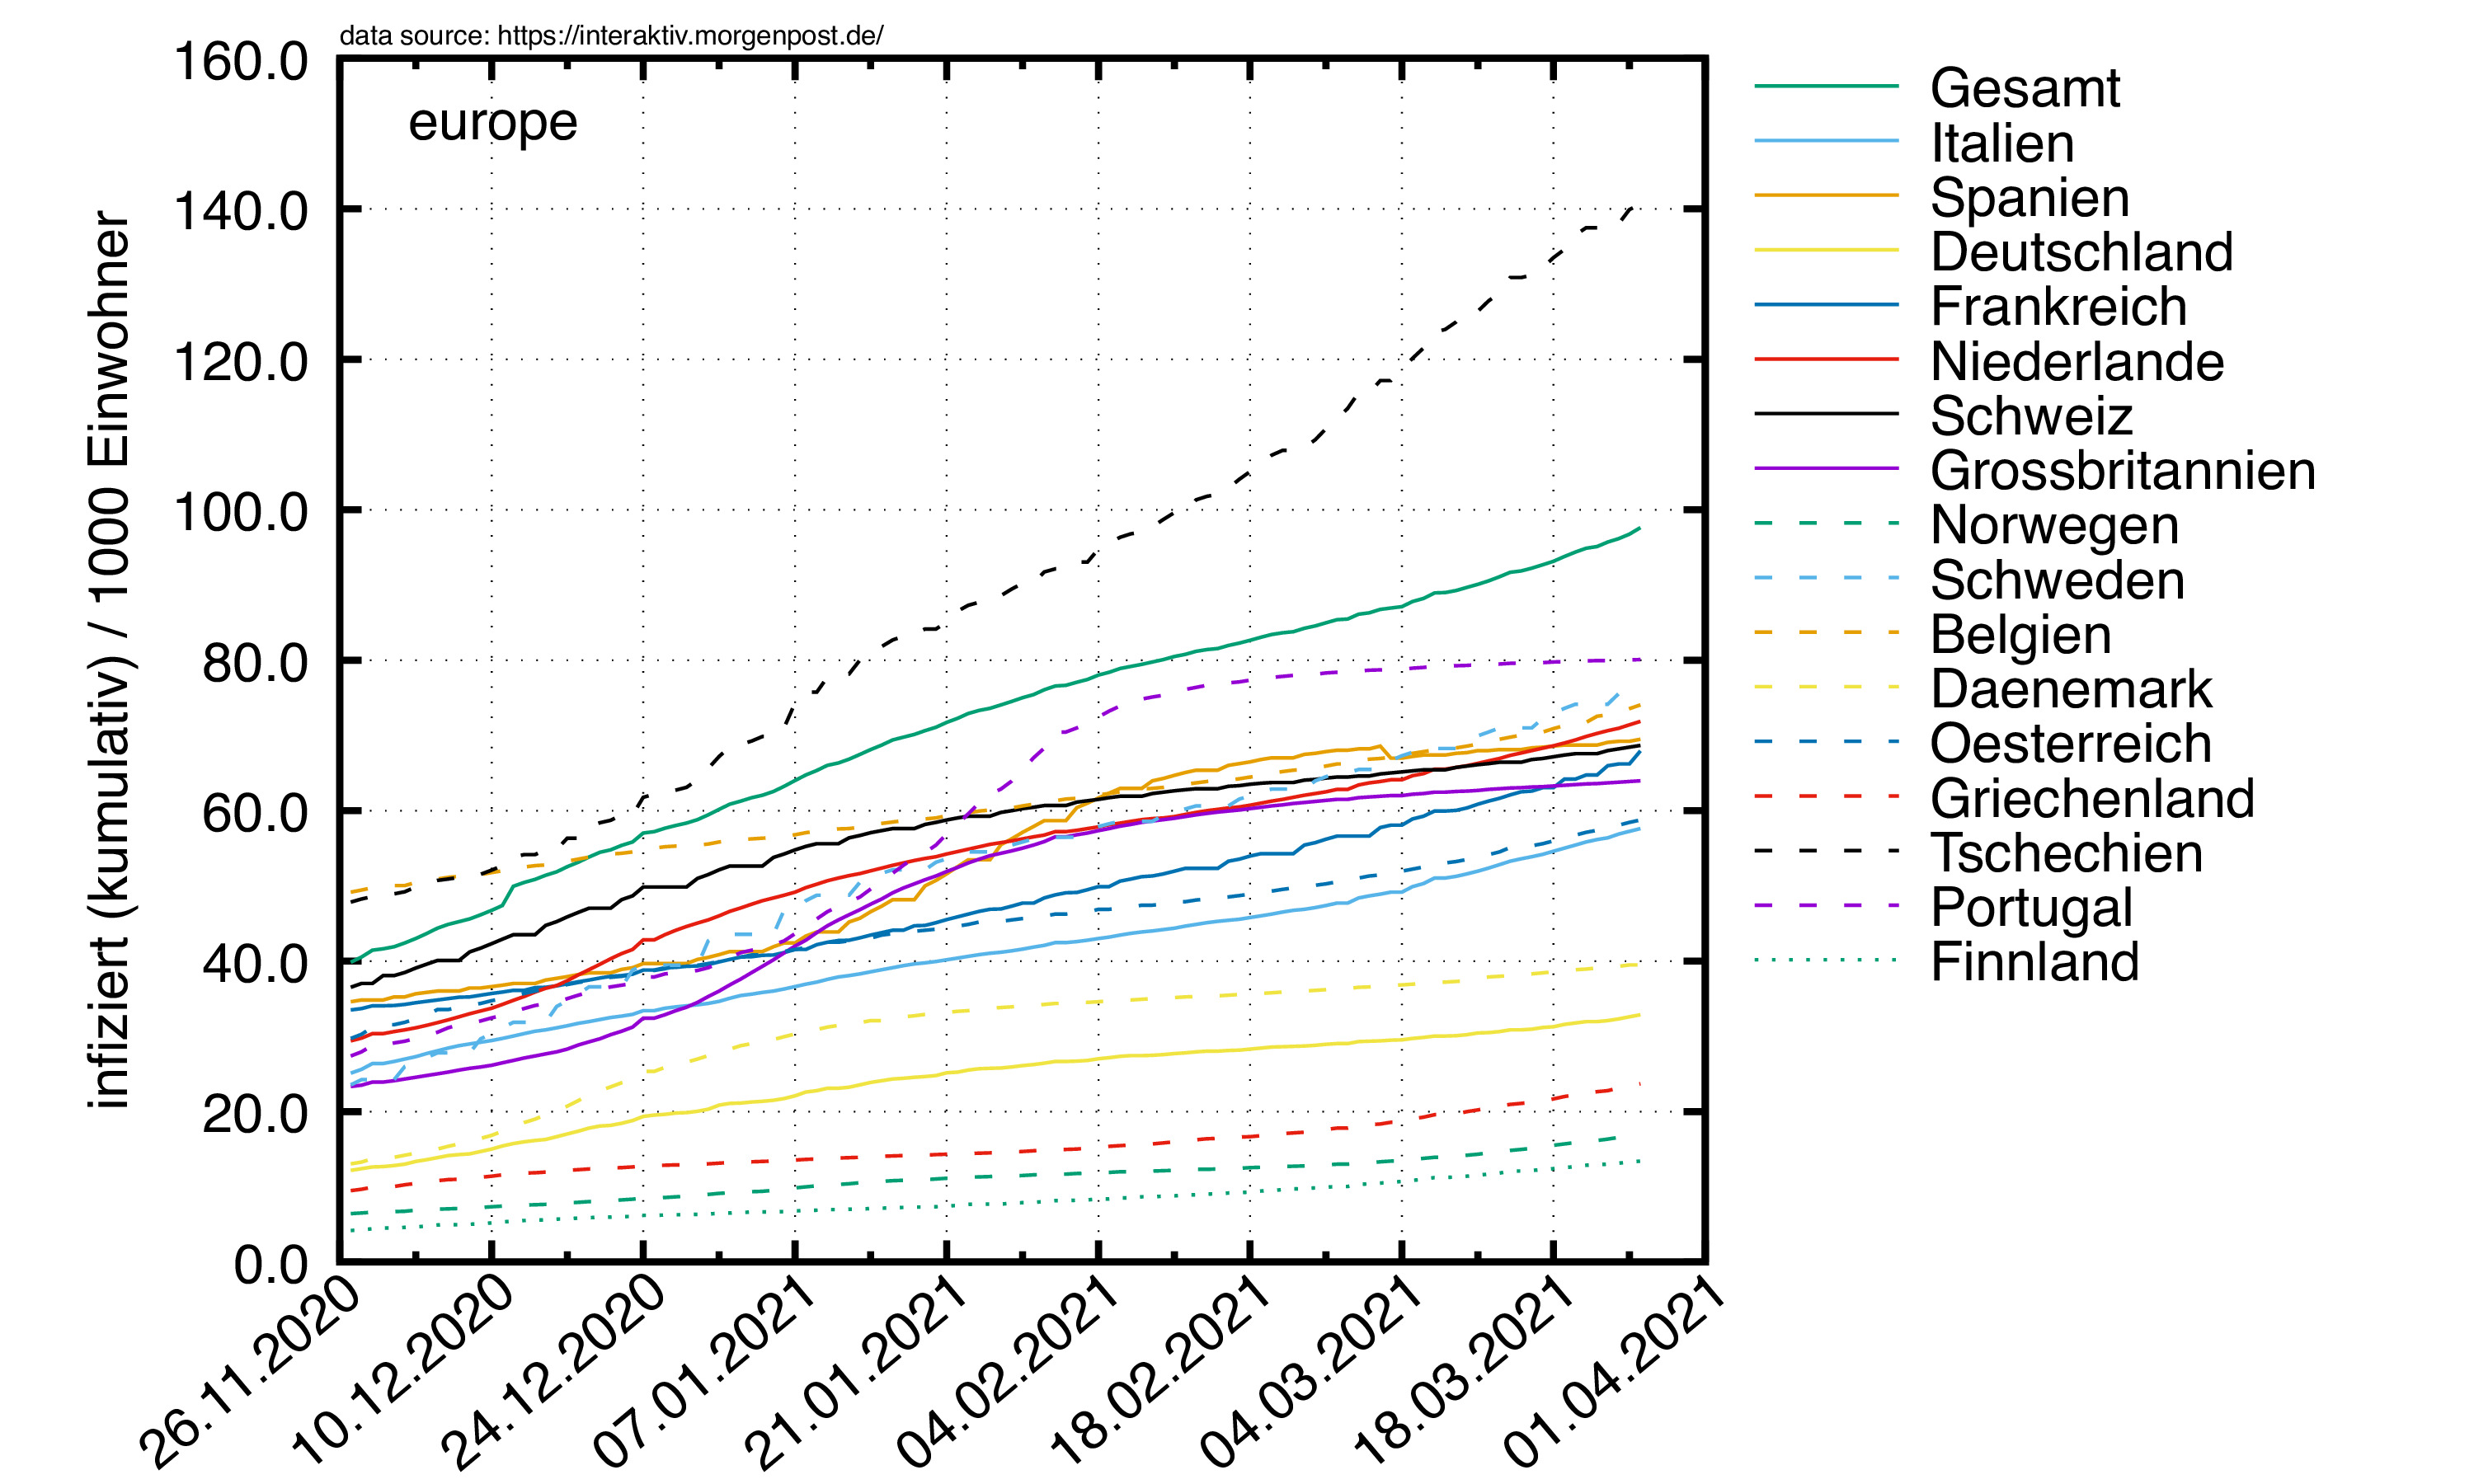 data source: https://interaktiv.morgenpost.de/
europe
infiziert (kumulativ) / 1000 Einwohner
160.0
140.0
120.0
100.0
80.0
60.0
40.0
20.0
0.0
26.11.2020
10.12.2020
24.12.2020
07.01.2021
21.01.2021
04.02.2021
18.02.2021
04.03.2021
18.03.2021
01.04.2021
Gesamt
Italien
Spanien
Deutschland
Frankreich
Niederlande
Schweiz
Grossbritannien
Norwegen
Schweden
Belgien
Daenemark
Oesterreich
Griechenland
Tschechien
Portugal
Finnland